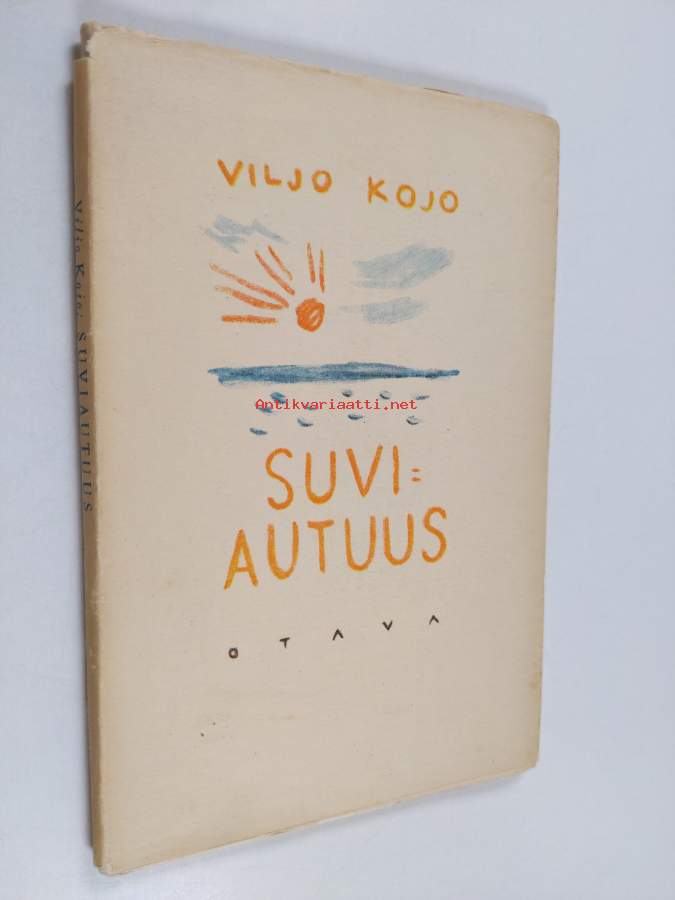 VILJO KOJO
Antikvariaatti.net
SUVI=
AUTUUS
OTAVA
Viljo Kojo: SUVIAUTUUS